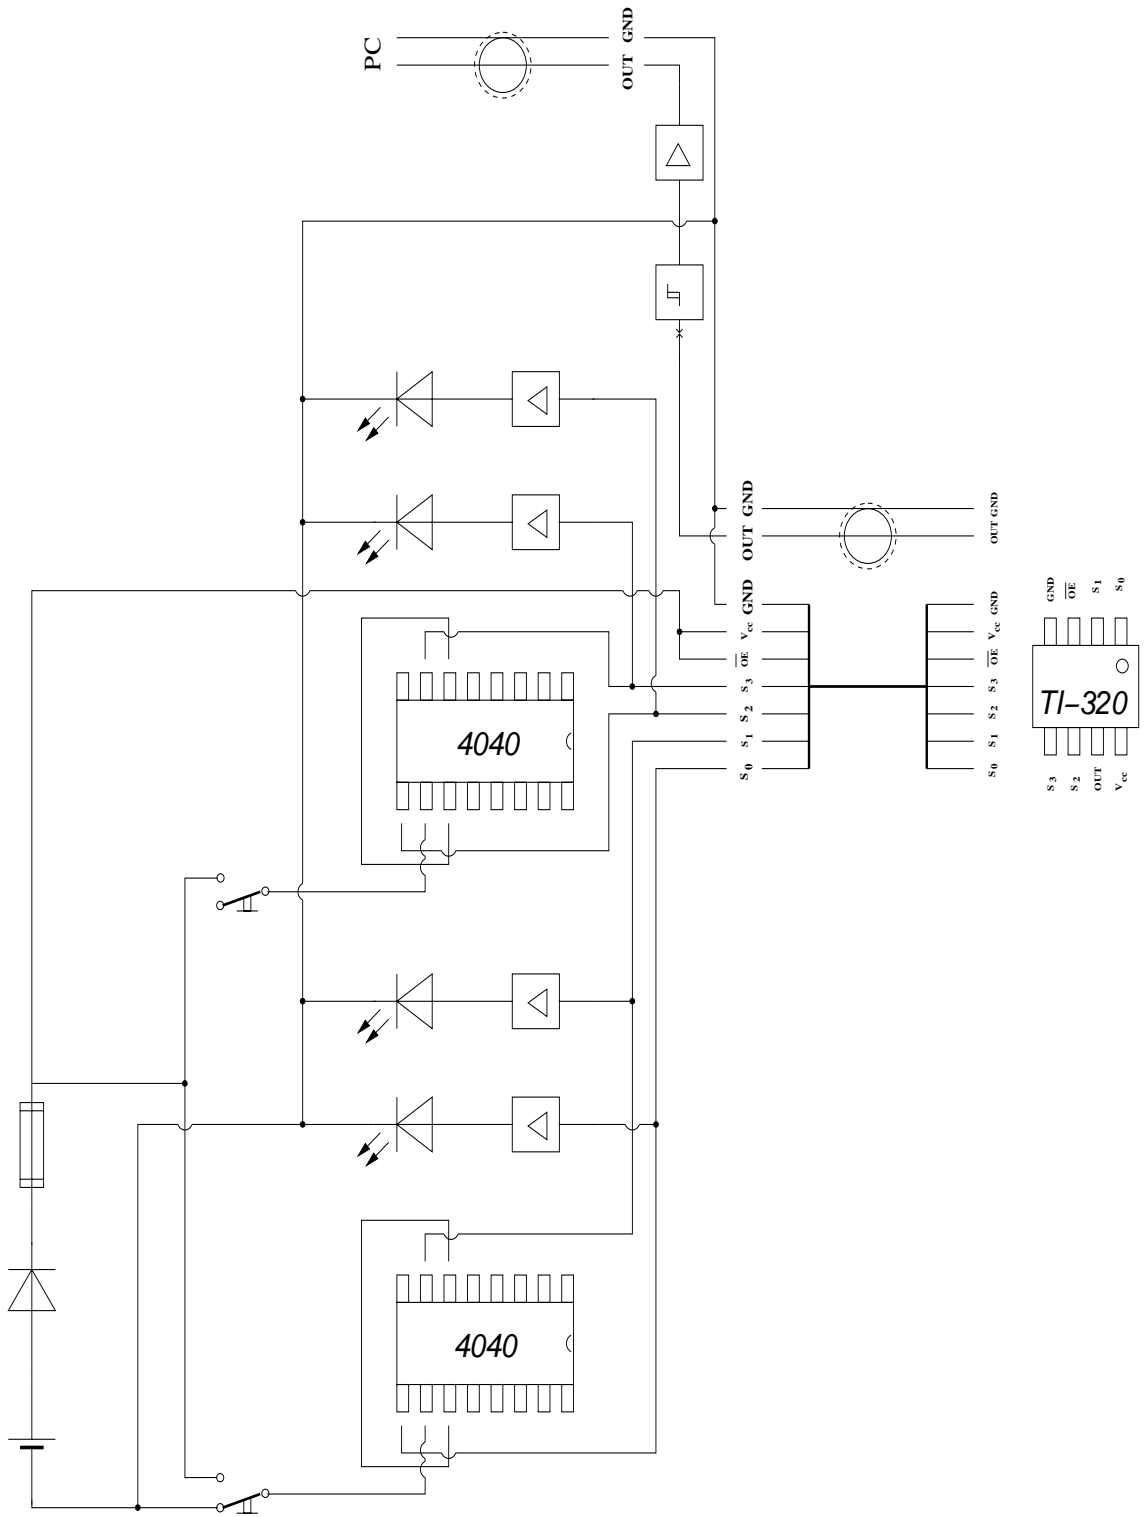 PC
GND
OUT
GND
OUT
GND
Vcc
OE
S3
S2
S1
S0
GND
OUT
GND
Vcc
OE
S3
S2
S1
S0
GND
OE
S1
S0
TI-320
S3
S2
OUT
Vcc
4040
4040